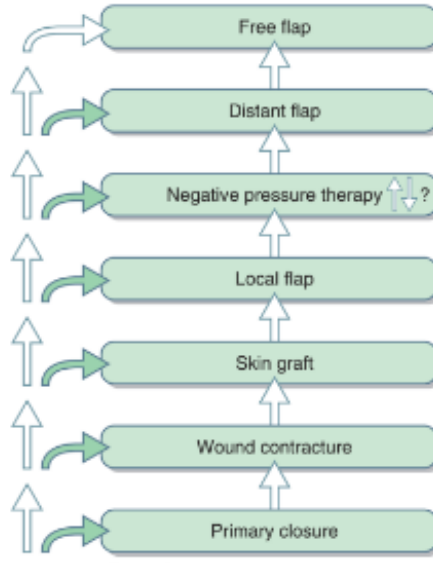 Free flap
Distant flap
Negative pressure therapy ?
Local flap
Skin graft
Wound contracture
Primary closure